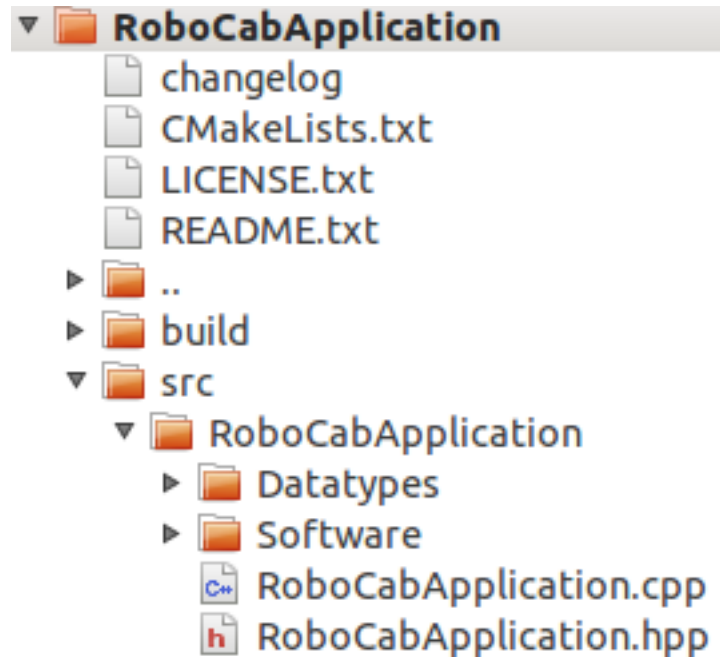 RoboCabApplication
changelog
CMakeLists.txt
LICENSE.txt
README.txt
..
build
src
RoboCabApplication
Datatypes
Software
C++ RoboCabApplication.cpp
h RoboCabApplication.hpp